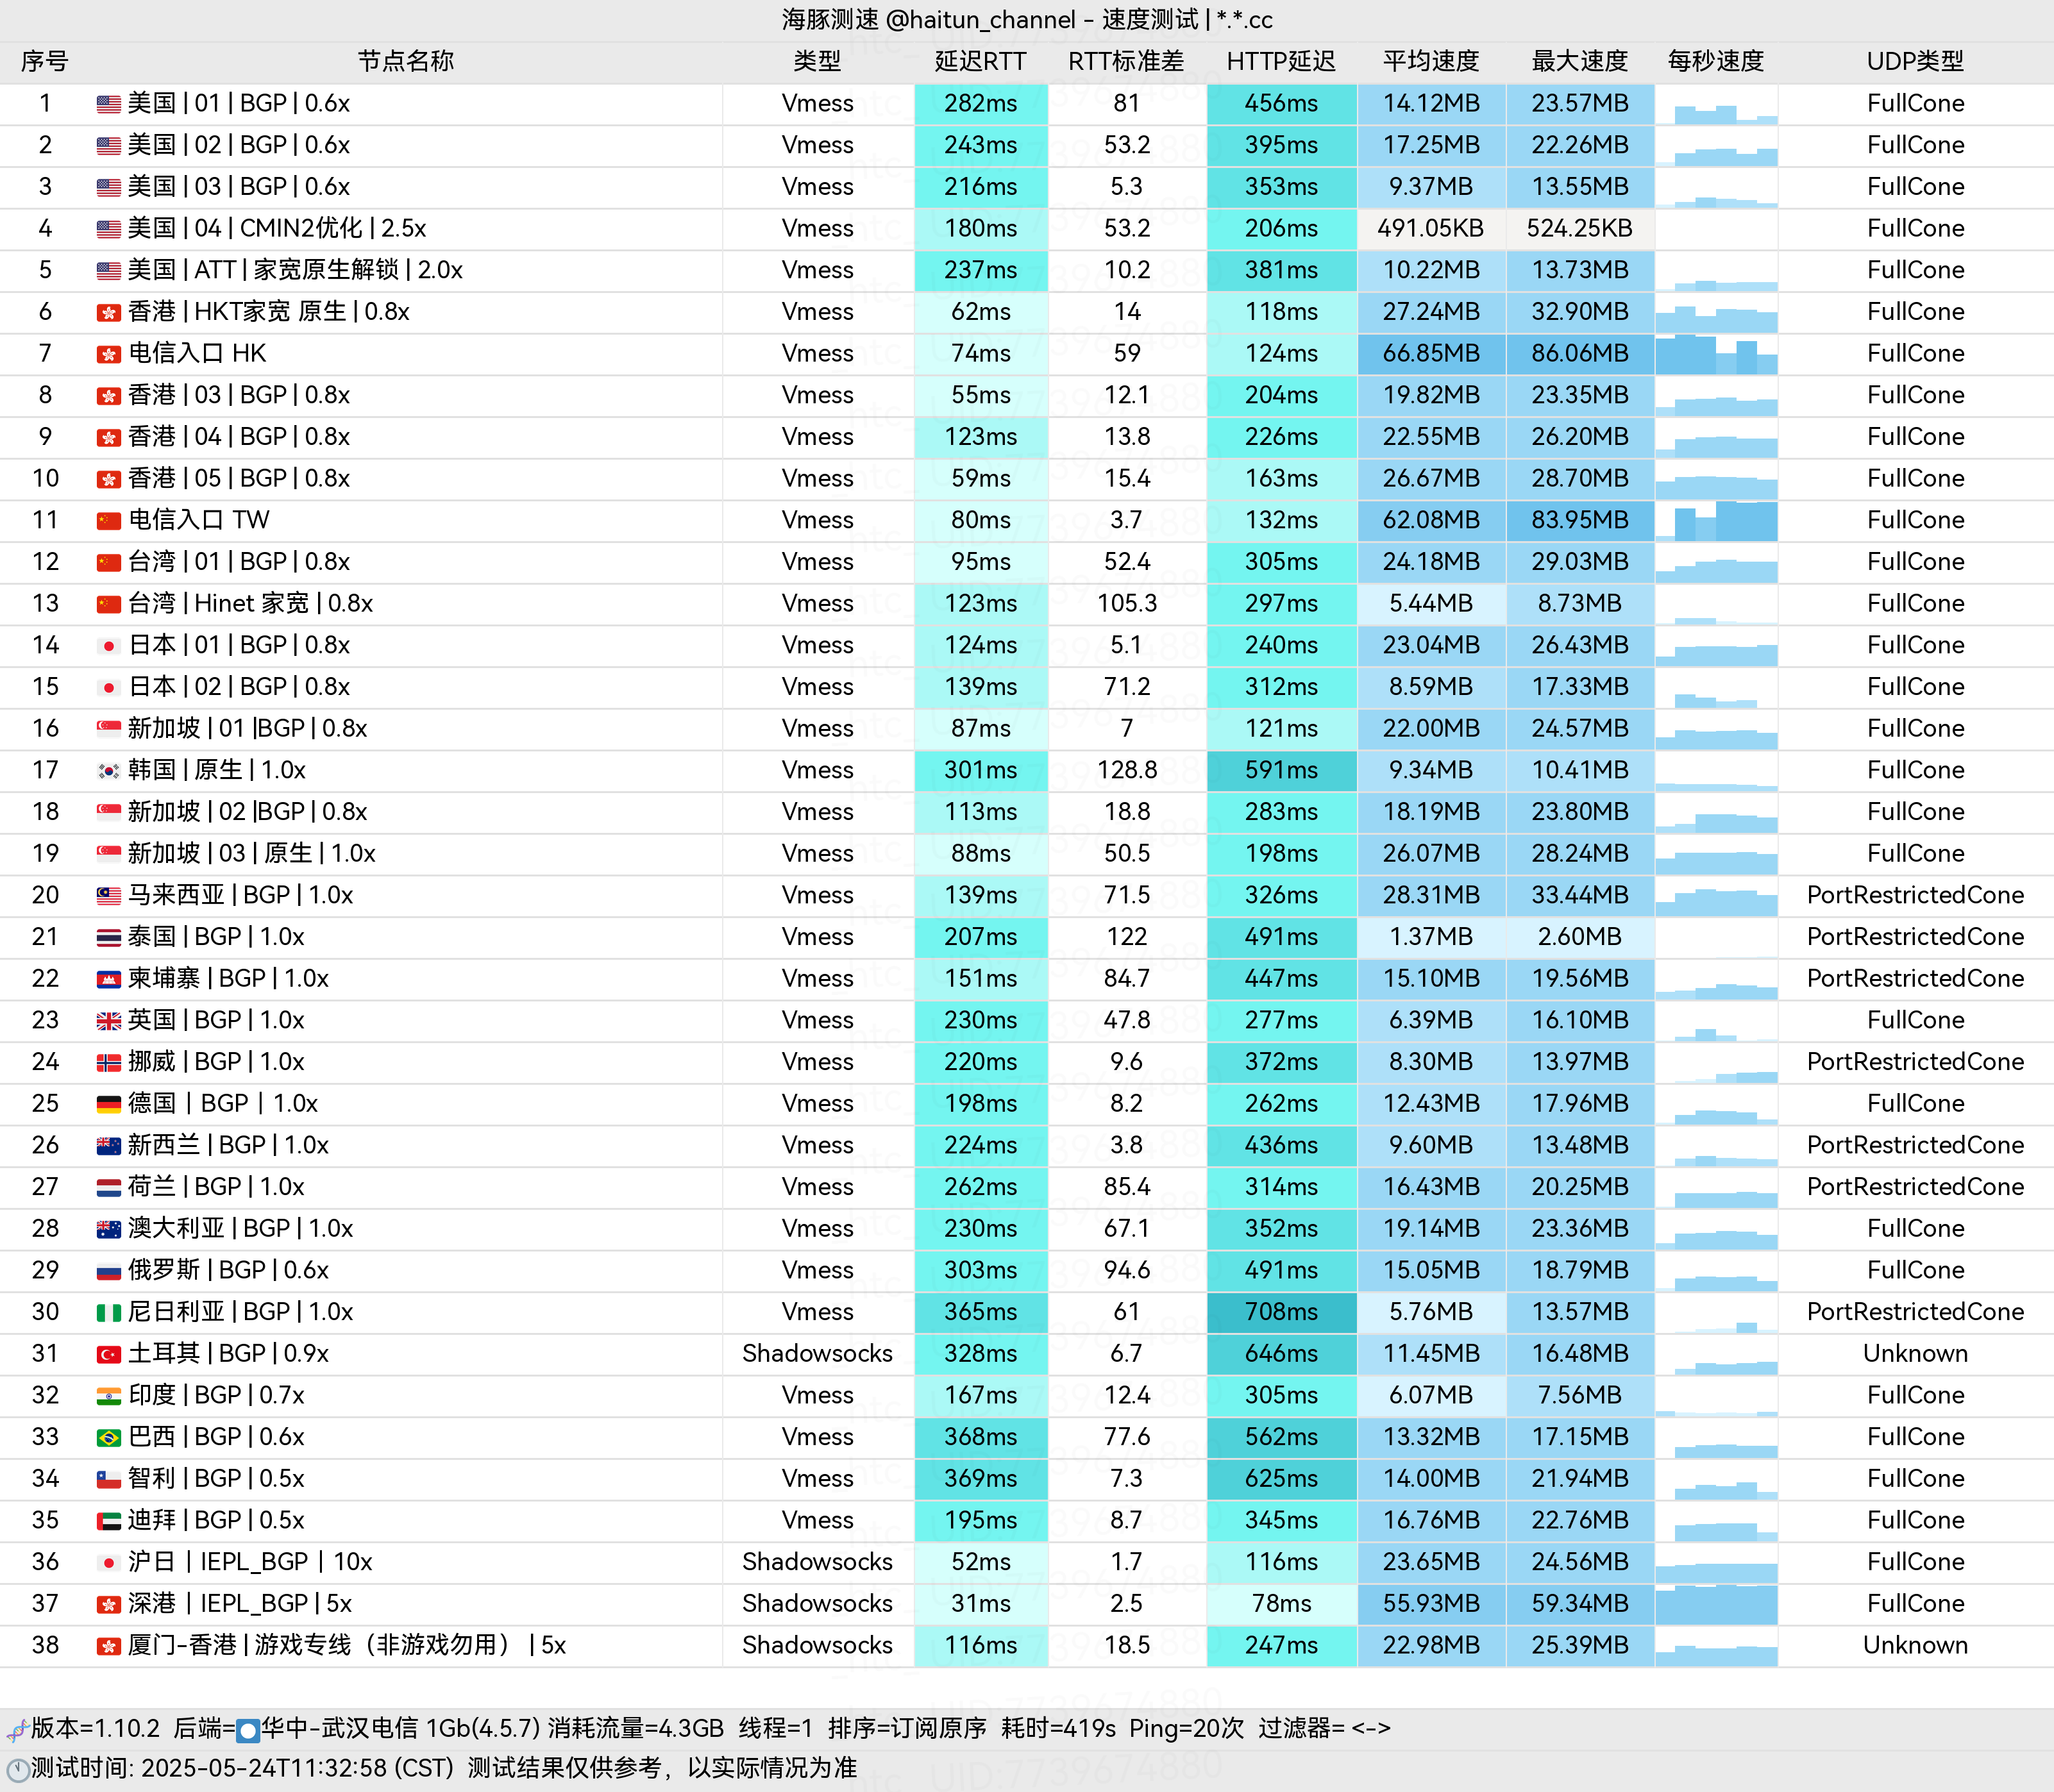 海豚测速 @haitun_channel - 速度测试 | *.*.cc
序号 节点名称 类型 延迟RTT RTT标准差 HTTP延迟 平均速度 最大速度 每秒速度 UDP类型
1 美国 | 01 | BGP | 0.6x Vmess 282ms 81 456ms 14.12MB 23.57MB FullCone
2 美国 | 02 | BGP | 0.6x Vmess 243ms 53.2 395ms 17.25MB 22.26MB FullCone
3 美国 | 03 | BGP | 0.6x Vmess 216ms 5.3 353ms 9.37MB 13.55MB FullCone
4 美国 | 04 | CMIN2优化 | 2.5x Vmess 180ms 53.2 206ms 491.05KB 524.25KB FullCone
5 美国 | ATT | 家宽原生解锁 | 2.0x Vmess 237ms 10.2 381ms 10.22MB 13.73MB FullCone
6 香港 | HKT家宽 原生 | 0.8x Vmess 62ms 14 118ms 27.24MB 32.90MB FullCone
7 电信入口 HK Vmess 74ms 59 124ms 66.85MB 86.06MB FullCone
8 香港 | 03 | BGP | 0.8x Vmess 55ms 12.1 204ms 19.82MB 23.35MB FullCone
9 香港 | 04 | BGP | 0.8x Vmess 123ms 13.8 226ms 22.55MB 26.20MB FullCone
10 香港 | 05 | BGP | 0.8x Vmess 59ms 15.4 163ms 26.67MB 28.70MB FullCone
11 电信入口 TW Vmess 80ms 3.7 132ms 62.08MB 83.95MB FullCone
12 台湾 | 01 | BGP | 0.8x Vmess 95ms 52.4 305ms 24.18MB 29.03MB FullCone
13 台湾 | Hinet 家宽 | 0.8x Vmess 123ms 105.3 297ms 5.44MB 8.73MB FullCone
14 日本 | 01 | BGP | 0.8x Vmess 124ms 5.1 240ms 23.04MB 26.43MB FullCone
15 日本 | 02 | BGP | 0.8x Vmess 139ms 71.2 312ms 8.59MB 17.33MB FullCone
16 新加坡 | 01 |BGP | 0.8x Vmess 87ms 7 121ms 22.00MB 24.57MB FullCone
17 韩国 | 原生 | 1.0x Vmess 301ms 128.8 591ms 9.34MB 10.41MB FullCone
18 新加坡 | 02 |BGP | 0.8x Vmess 113ms 18.8 283ms 18.19MB 23.80MB FullCone
19 新加坡 | 03 | 原生 | 1.0x Vmess 88ms 50.5 198ms 26.07MB 28.24MB FullCone
20 马来西亚 | BGP | 1.0x Vmess 139ms 71.5 326ms 28.31MB 33.44MB PortRestrictedCone
21 泰国 | BGP | 1.0x Vmess 207ms 122 491ms 1.37MB 2.60MB PortRestrictedCone
22 柬埔寨 | BGP | 1.0x Vmess 151ms 84.7 447ms 15.10MB 19.56MB PortRestrictedCone
23 英国 | BGP | 1.0x Vmess 230ms 47.8 277ms 6.39MB 16.10MB FullCone
24 挪威 | BGP | 1.0x Vmess 220ms 9.6 372ms 8.30MB 13.97MB PortRestrictedCone
25 德国 | BGP | 1.0x Vmess 198ms 8.2 262ms 12.43MB 17.96MB FullCone
26 新西兰 | BGP | 1.0x Vmess 224ms 3.8 436ms 9.60MB 13.48MB PortRestrictedCone
27 荷兰 | BGP | 1.0x Vmess 262ms 85.4 314ms 16.43MB 20.25MB PortRestrictedCone
28 澳大利亚 | BGP | 1.0x Vmess 230ms 67.1 352ms 19.14MB 23.36MB FullCone
29 俄罗斯 | BGP | 0.6x Vmess 303ms 94.6 491ms 15.05MB 18.79MB FullCone
30 尼日利亚 | BGP | 1.0x Vmess 365ms 61 708ms 5.76MB 13.57MB PortRestrictedCone
31 土耳其 | BGP | 0.9x Shadowsocks 328ms 6.7 646ms 11.45MB 16.48MB Unknown
32 印度 | BGP | 0.7x Vmess 167ms 12.4 305ms 6.07MB 7.56MB FullCone
33 巴西 | BGP | 0.6x Vmess 368ms 77.6 562ms 13.32MB 17.15MB FullCone
34 智利 | BGP | 0.5x Vmess 369ms 7.3 625ms 14.00MB 21.94MB FullCone
35 迪拜 | BGP | 0.5x Vmess 195ms 8.7 345ms 16.76MB 22.76MB FullCone
36 沪日 | IEPL_BGP | 10x Shadowsocks 52ms 1.7 116ms 23.65MB 24.56MB FullCone
37 深港 | IEPL_BGP | 5x Shadowsocks 31ms 2.5 78ms 55.93MB 59.34MB FullCone
38 厦门-香港 | 游戏专线（非游戏勿用） | 5x Shadowsocks 116ms 18.5 247ms 22.98MB 25.39MB Unknown
版本=1.10.2 后端=华中-武汉电信 1Gb(4.5.7) 消耗流量=4.3GB 线程=1 排序=订阅原序 耗时=419s Ping=20次 过滤器= <->
测试时间: 2025-05-24T11:32:58 (CST) 测试结果仅供参考，以实际情况为准